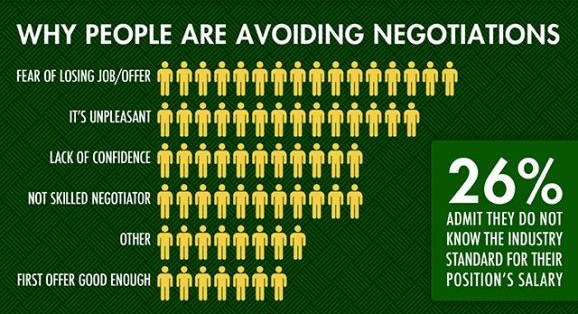 WHY PEOPLE ARE AVOIDING NEGOTIATIONS
FEAR OF LOSING JOB/OFFER
IT'S UNPLEASANT
LACK OF CONFIDENCE
NOT SKILLED NEGOTIATOR
OTHER
FIRST OFFER GOOD ENOUGH
26%
ADMIT THEY DO NOT
KNOW THE INDUSTRY
STANDARD FOR THEIR
POSITION'S SALARY